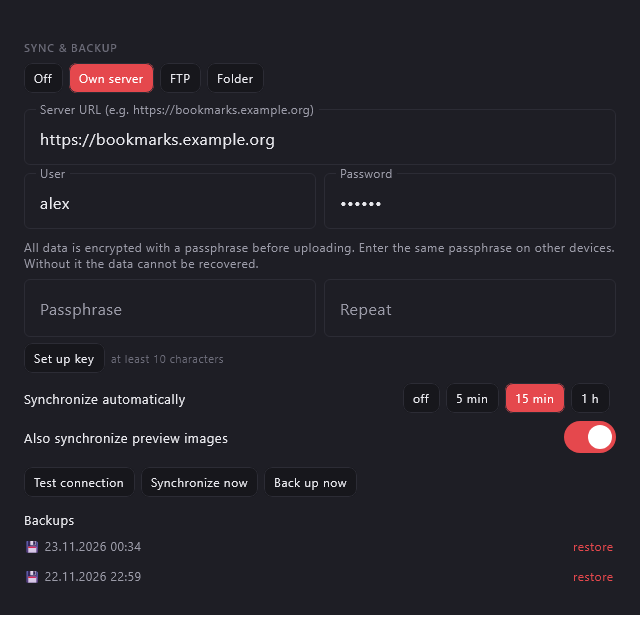 SYNC & BACKUP
Off Own server FTP Folder
Server URL (e.g. https://bookmarks.example.org)
https://bookmarks.example.org
User Password
alex ••••••
All data is encrypted with a passphrase before uploading. Enter the same passphrase on other devices.
Without it the data cannot be recovered.
Passphrase Repeat
Set up key at least 10 characters
Synchronize automatically off 5 min 15 min 1 h
Also synchronize preview images
Test connection Synchronize now Back up now
Backups
23.11.2026 00:34 restore
22.11.2026 22:59 restore